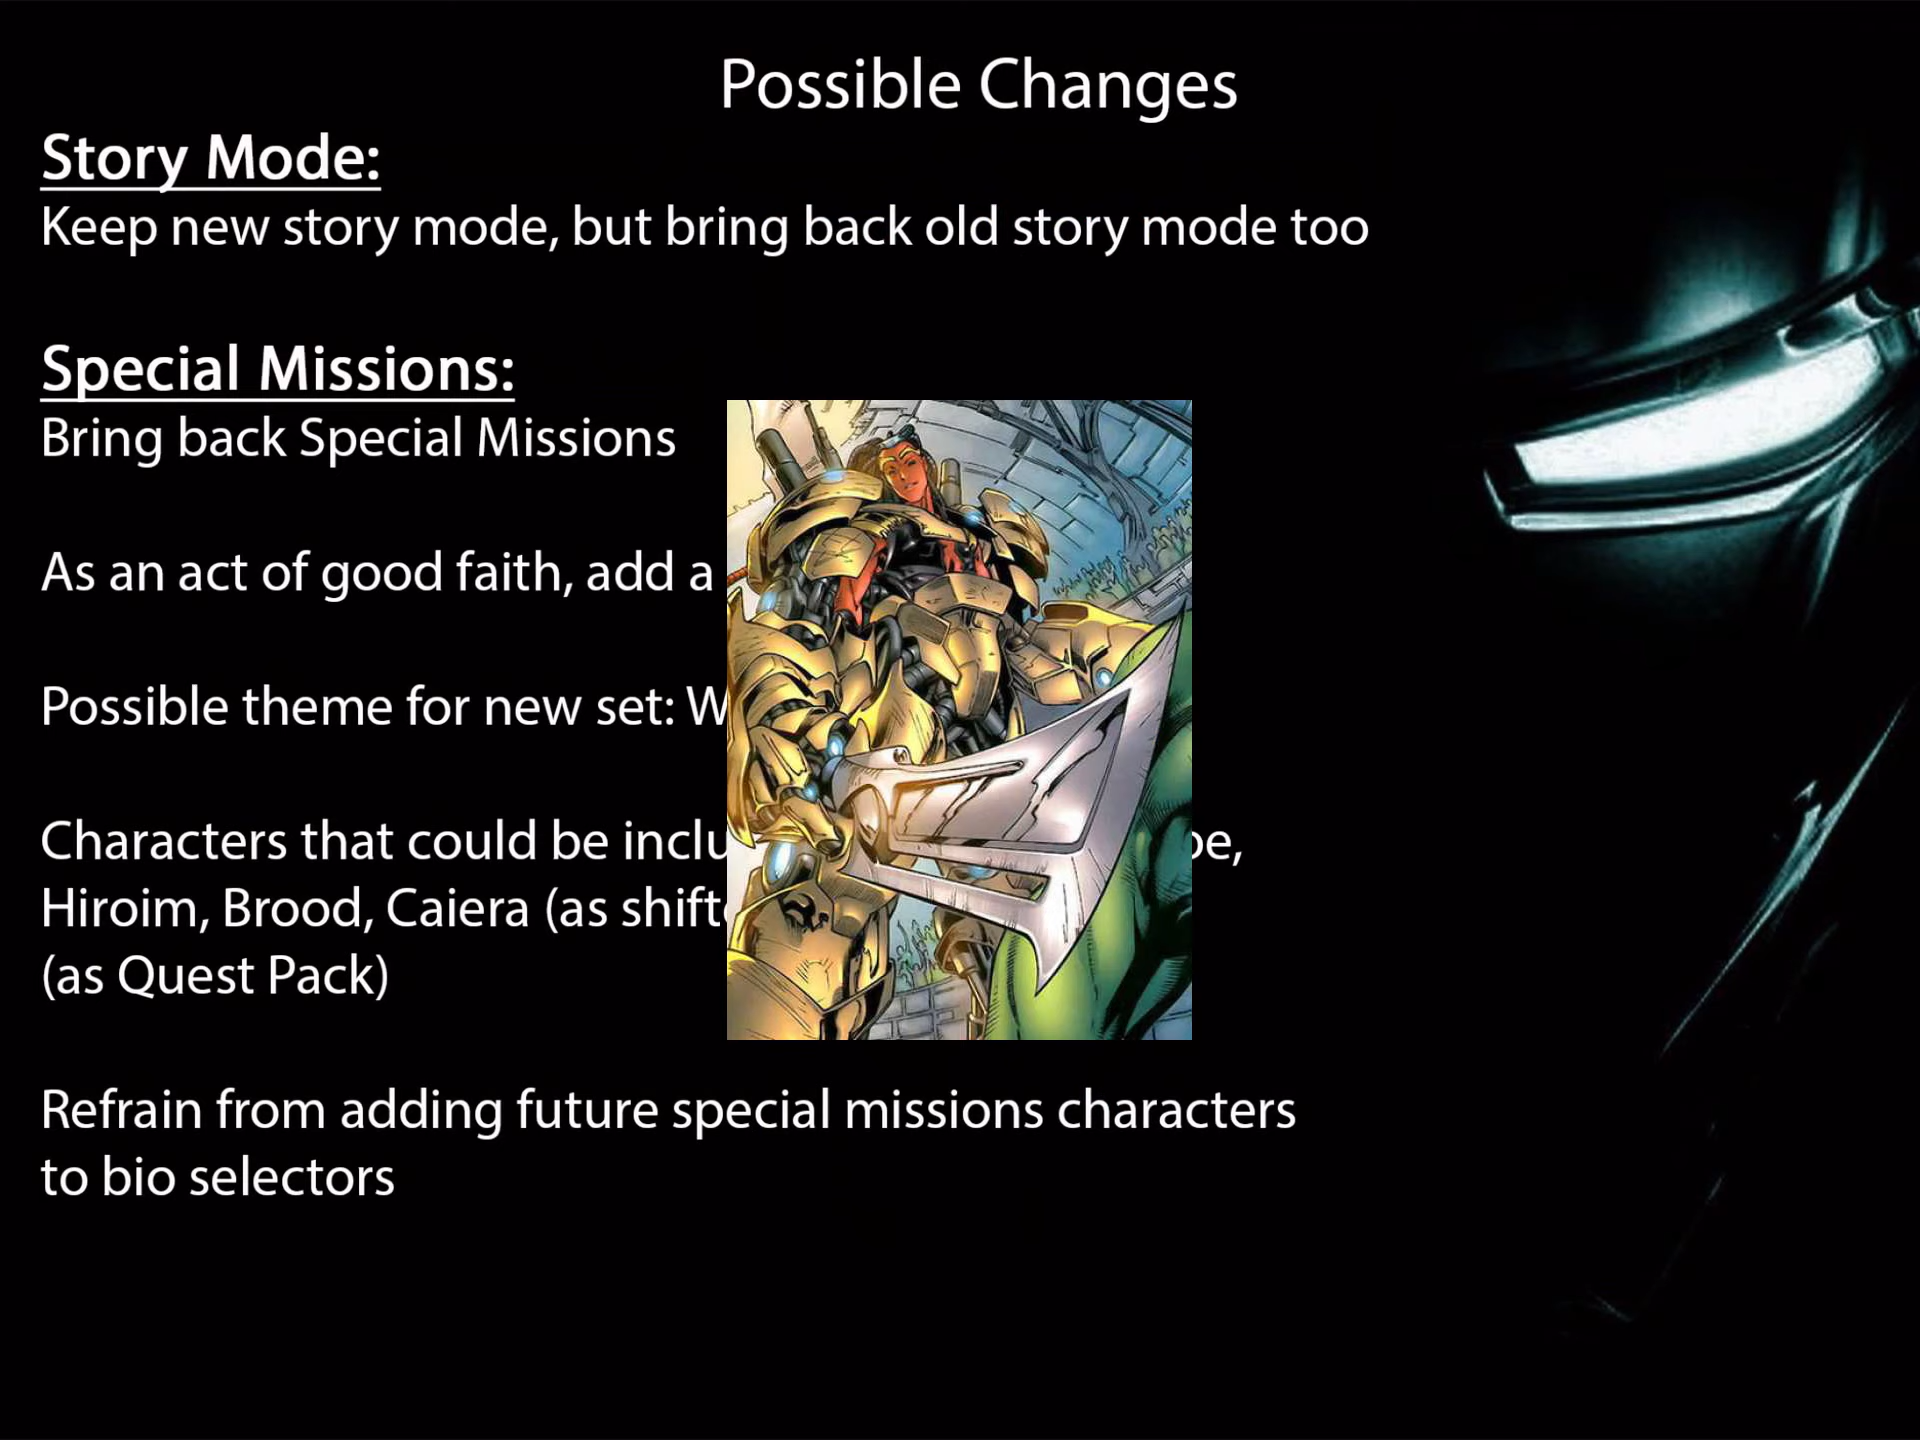 Possible Changes
Story Mode:
Keep new story mode, but bring back old story mode too
Special Missions:
Bring back Special Missions
As an act of good faith, add a
Possible theme for new set:
Characters that could be
Hiroim, Brood, Caiera (as
(as Quest Pack)
Refrain from adding future special missions characters
to bio selectors